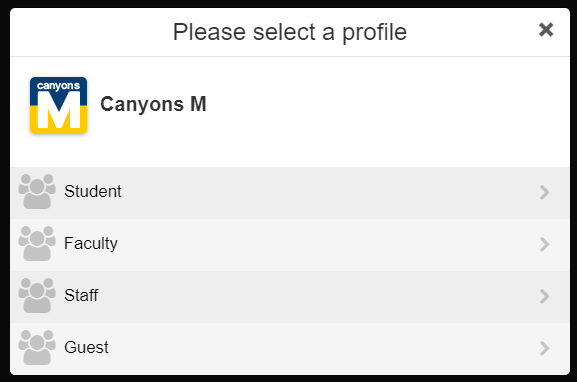 Please select a profile
canyons
M
Canyons M
Student
Faculty
Staff
Guest